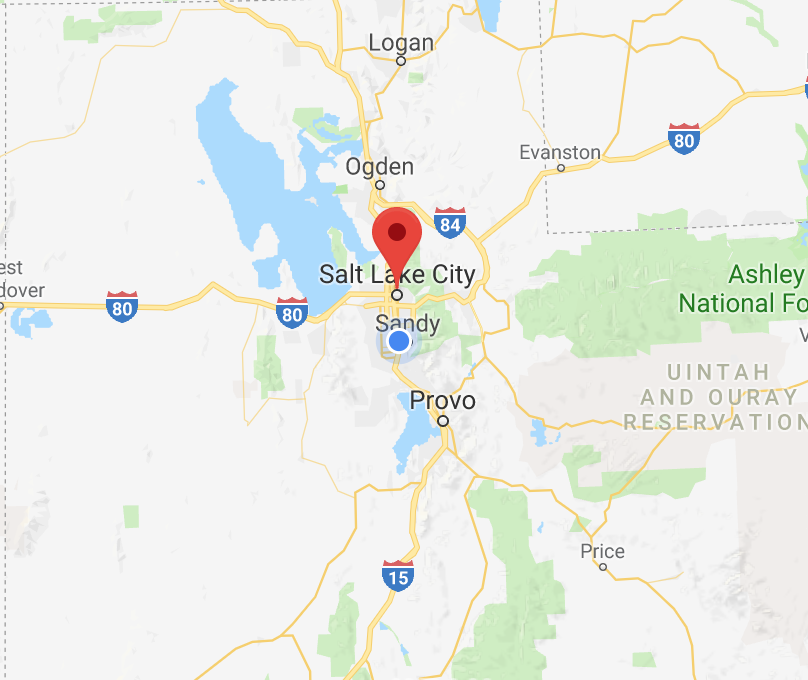 Logan
80
Evanston
Ogden
84
Salt Lake City
Ashley
National Fo
est
dover
80
80
Sandy
V
UINTAH
AND OURAY
RESERVATION
Provo
Price
15